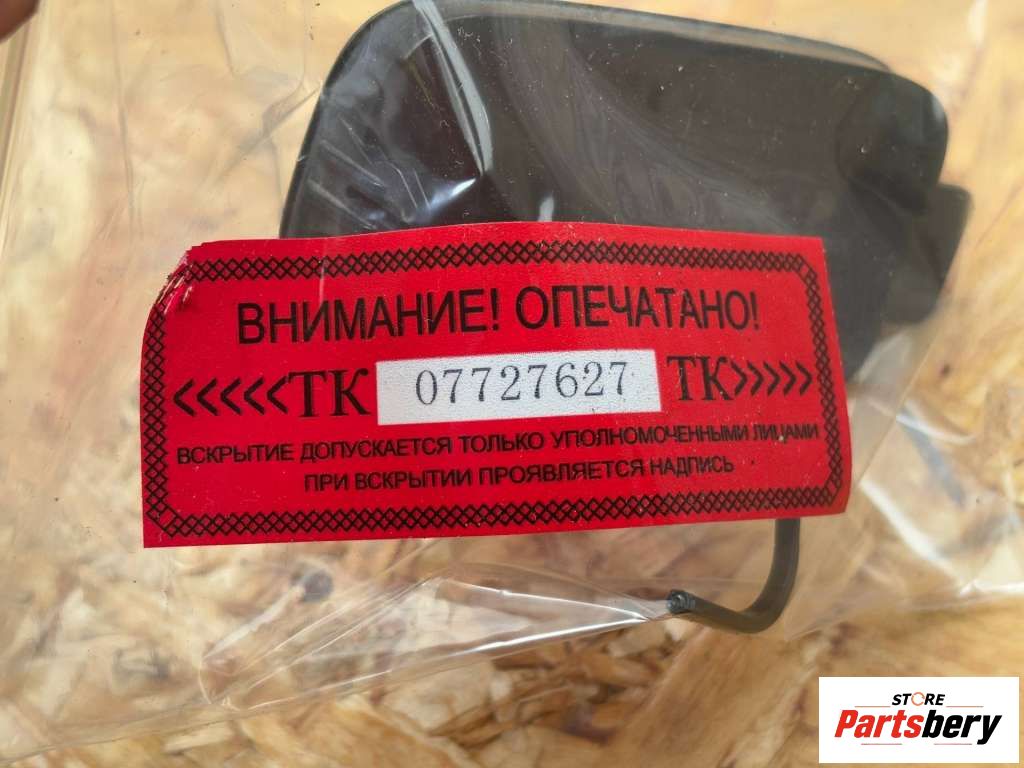 ВНИМАНИЕ! ОПЕЧАТАНО!
<<<<<ТК 07727627 ТК>>>>>
ВСКРЫТИЕ ДОПУСКАЕТСЯ ТОЛЬКО УПОЛНОМОЧЕННЫМИ ЛИЦАМИ
ПРИ ВСКРЫТИИ ПРОЯВЛЯЕТСЯ НАДПИСЬ
STORE
Partsbery